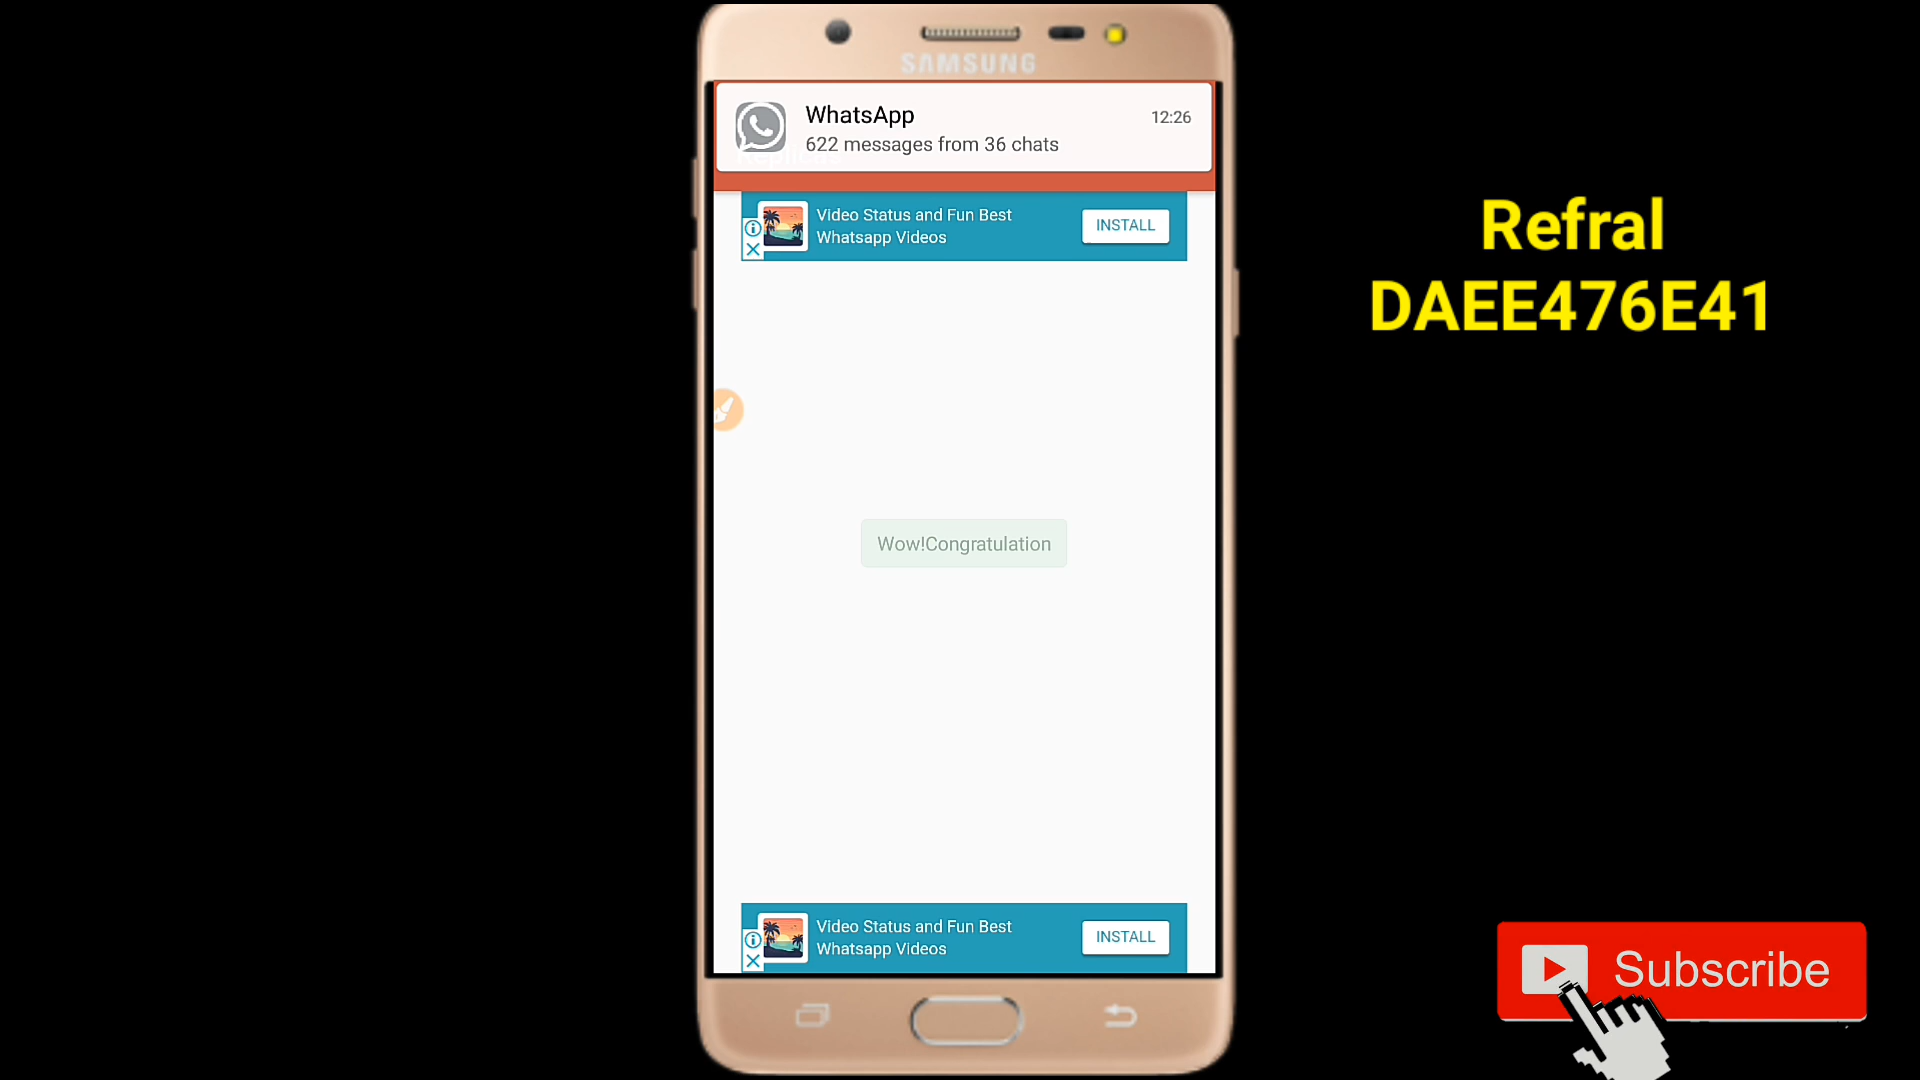 SAMSUNG
WhatsApp
12:26
622 messages from 36 chats
Video Status and Fun Best
Whatsapp Videos
INSTALL
Refral
DAEE476E41
Wow!Congratulation
Video Status and Fun Best
Whatsapp Videos
INSTALL
Subscribe